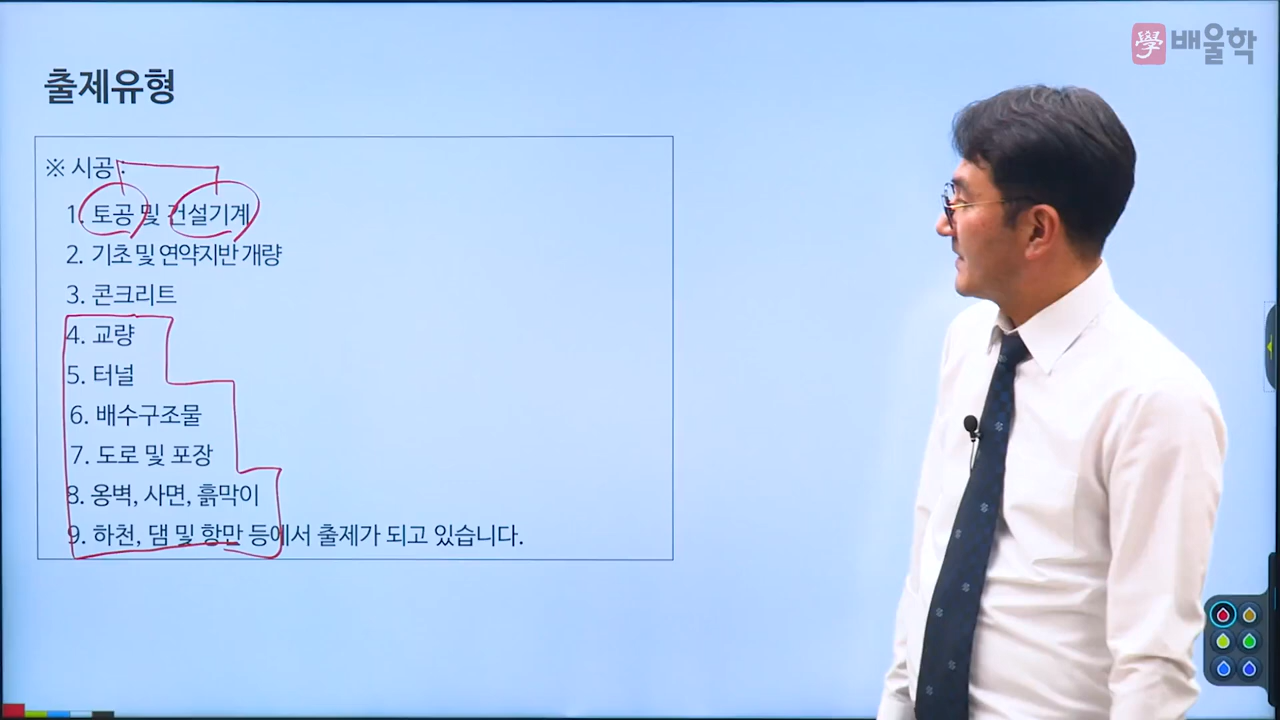 學 배울학
출제유형
※ 시공 :
1. 토공 및 건설기계
2. 기초 및 연약지반 개량
3. 콘크리트
4. 교량
5. 터널
6. 배수구조물
7. 도로 및 포장
8. 옹벽, 사면, 흙막이
9. 하천, 댐 및 항만 등에서 출제가 되고 있습니다.